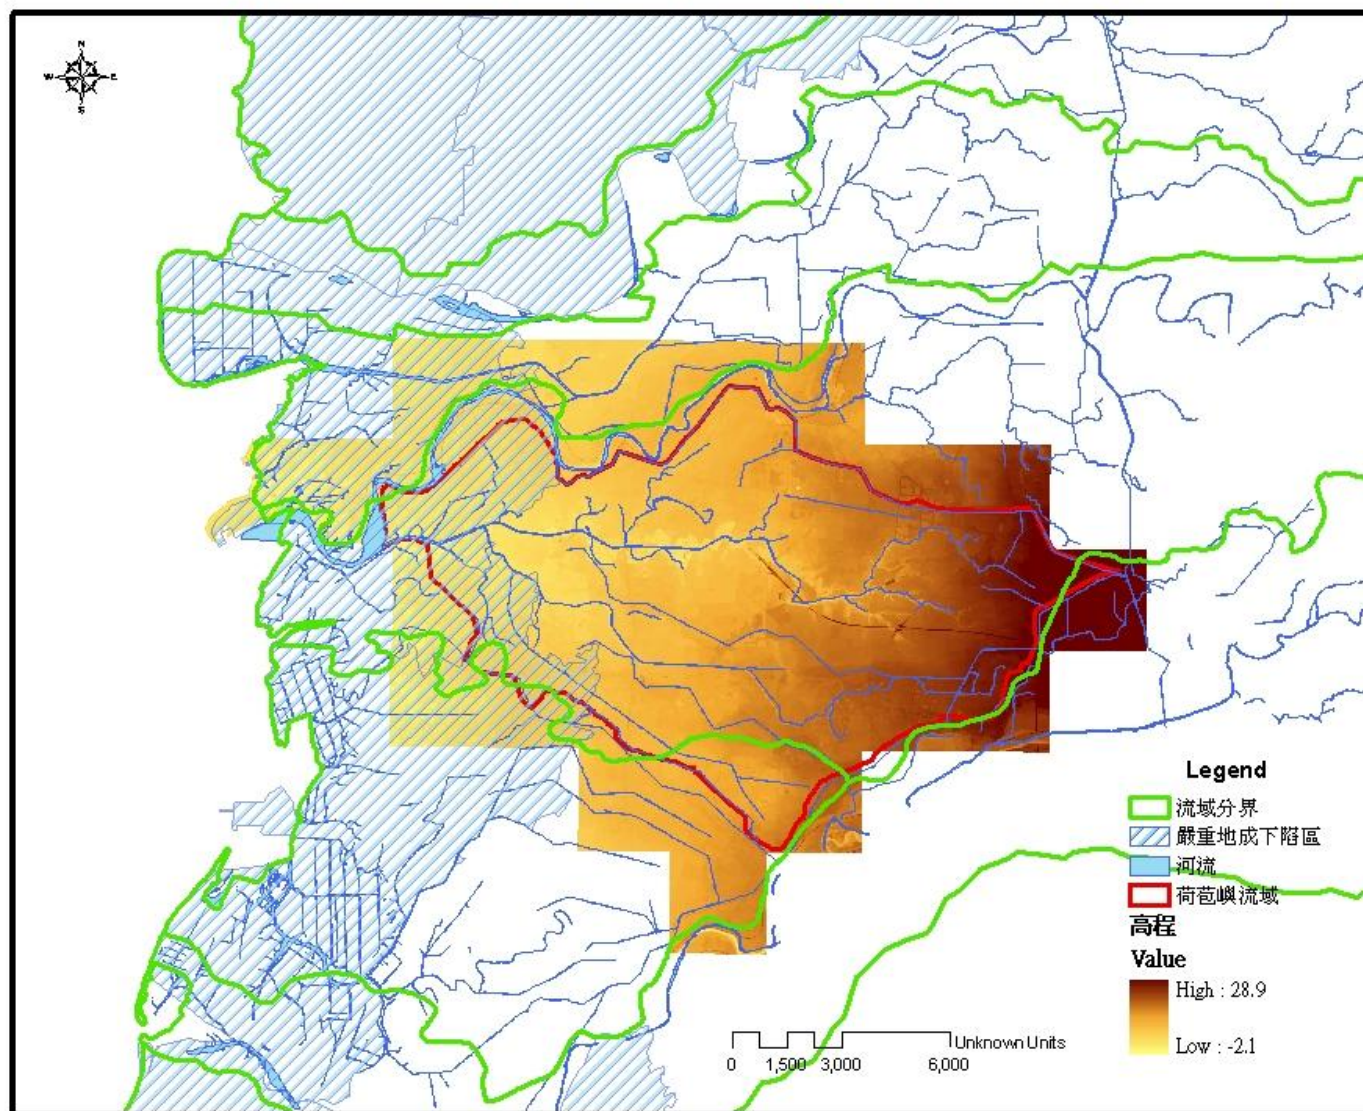 N
W E
S
Legend
流域分界
嚴重地成下陷區
河流
荷苞嶼流域
高程
Value
High : 28.9
Low : -2.1
Unknown Units
0 1,500 3,000 6,000